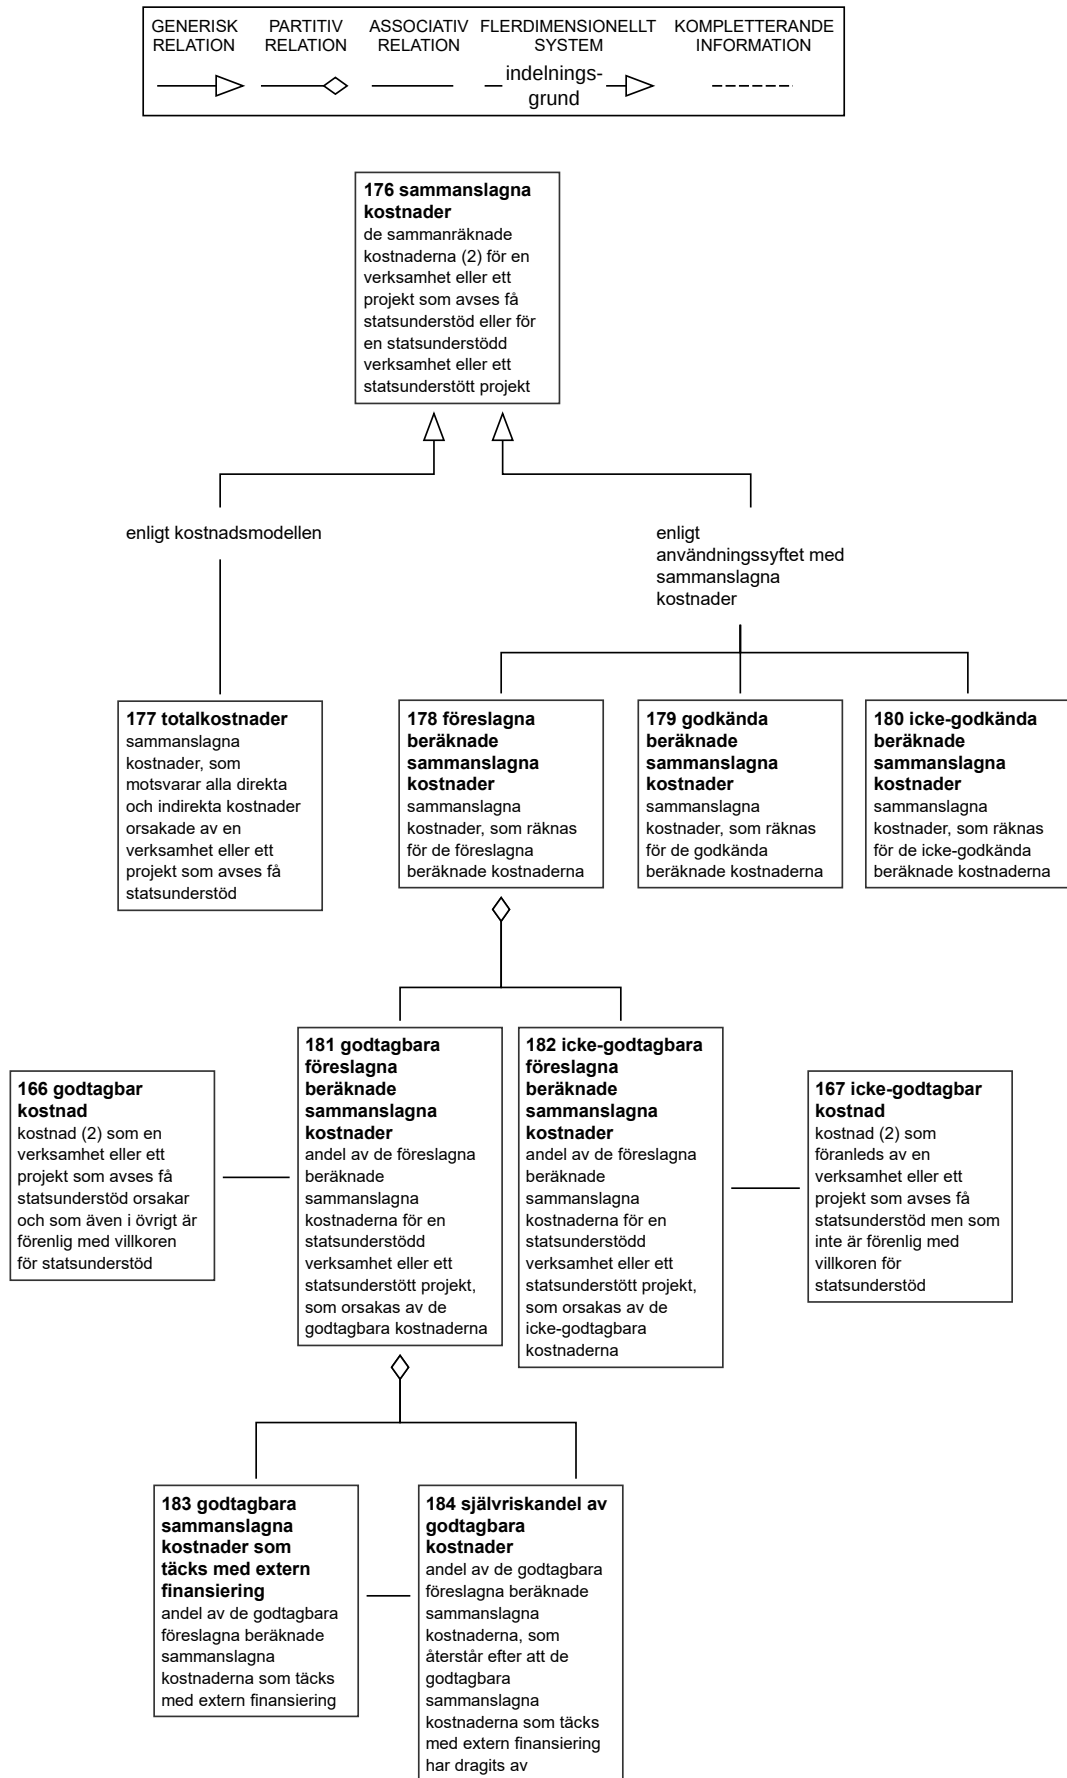 GENERISK
RELATION
PARTITIV
RELATION
ASSOCIATIV
RELATION
FLERDIMENSIONELLT
SYSTEM
KOMPLETTERANDE
INFORMATION
indelnings-
grund
176 sammanslagna
kostnader
de sammanräknade
kostnaderna (2) för en
verksamhet eller ett
projekt som avses få
statsunderstöd eller för
en statsunderstödd
verksamhet eller ett
statsunderstött projekt
enligt kostnadsmodellen
enligt
användningssyftet med
sammanslagna
kostnader
177 totalkostnader
sammanslagna
kostnader, som
motsvarar alla direkta
och indirekta kostnader
orsakade av en
verksamhet eller ett
projekt som avses få
statsunderstöd
178 föreslagna
beräknade
sammanslagna
kostnader
sammanslagna
kostnader, som räknas
för de föreslagna
beräknade kostnaderna
179 godkända
beräknade
sammanslagna
kostnader
sammanslagna
kostnader, som räknas
för de godkända
beräknade kostnaderna
180 icke-godkända
beräknade
sammanslagna
kostnader
sammanslagna
kostnader, som räknas
för de icke-godkända
beräknade kostnaderna
166 godtagbar
kostnad
kostnad (2) som en
verksamhet eller ett
projekt som avses få
statsunderstöd orsakar
och som även i övrigt är
förenlig med villkoren
för statsunderstöd
181 godtagbara
föreslagna
beräknade
sammanslagna
kostnader
andel av de föreslagna
beräknade
sammanslagna
kostnaderna för en
statsunderstödd
verksamhet eller ett
statsunderstött projekt,
som orsakas av de
godtagbara kostnaderna
182 icke-godtagbara
föreslagna
beräknade
sammanslagna
kostnader
andel av de föreslagna
beräknade
sammanslagna
kostnaderna för en
statsunderstödd
verksamhet eller ett
statsunderstött projekt,
som orsakas av de
icke-godtagbara
kostnaderna
167 icke-godtagbar
kostnad
kostnad (2) som
föranleds av en
verksamhet eller ett
projekt som avses få
statsunderstöd men som
inte är förenlig med
villkoren för
statsunderstöd
183 godtagbara
sammanslagna
kostnader som
täcks med extern
finansiering
andel av de godtagbara
föreslagna beräknade
sammanslagna
kostnaderna som täcks
med extern finansiering
184 självriskandel av
godtagbara
kostnader
andel av de godtagbara
föreslagna beräknade
sammanslagna
kostnaderna, som
återstår efter att de
godtagbara
sammanslagna
kostnaderna som täcks
med extern finansiering
har dragits av